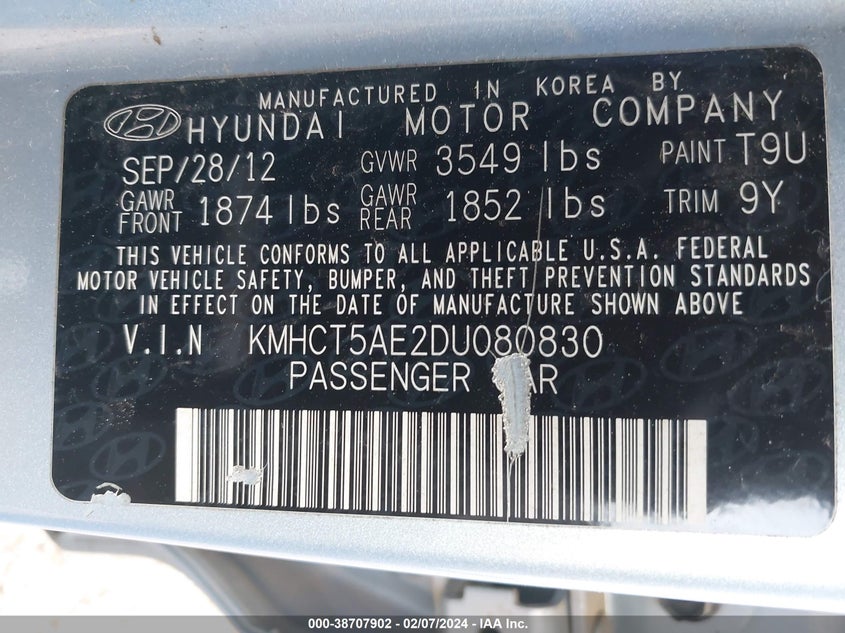 MANUFACTURED IN KOREA BY
HYUNDAI MOTOR COMPANY
SEP/28/12 GVWR 3549 lbs PAINT T9U
GAWR FRONT 1874 lbs GAWR REAR 1852 lbs TRIM 9Y
THIS VEHICLE CONFORMS TO ALL APPLICABLE U.S.A. FEDERAL
MOTOR VEHICLE SAFETY, BUMPER, AND THEFT PREVENTION STANDARDS
IN EFFECT ON THE DATE OF MANUFACTURE SHOWN ABOVE
V.I.N KMHCT5AE2DU080830
PASSENGER
000-38707902 - 02/07/2024 - IAA Inc.